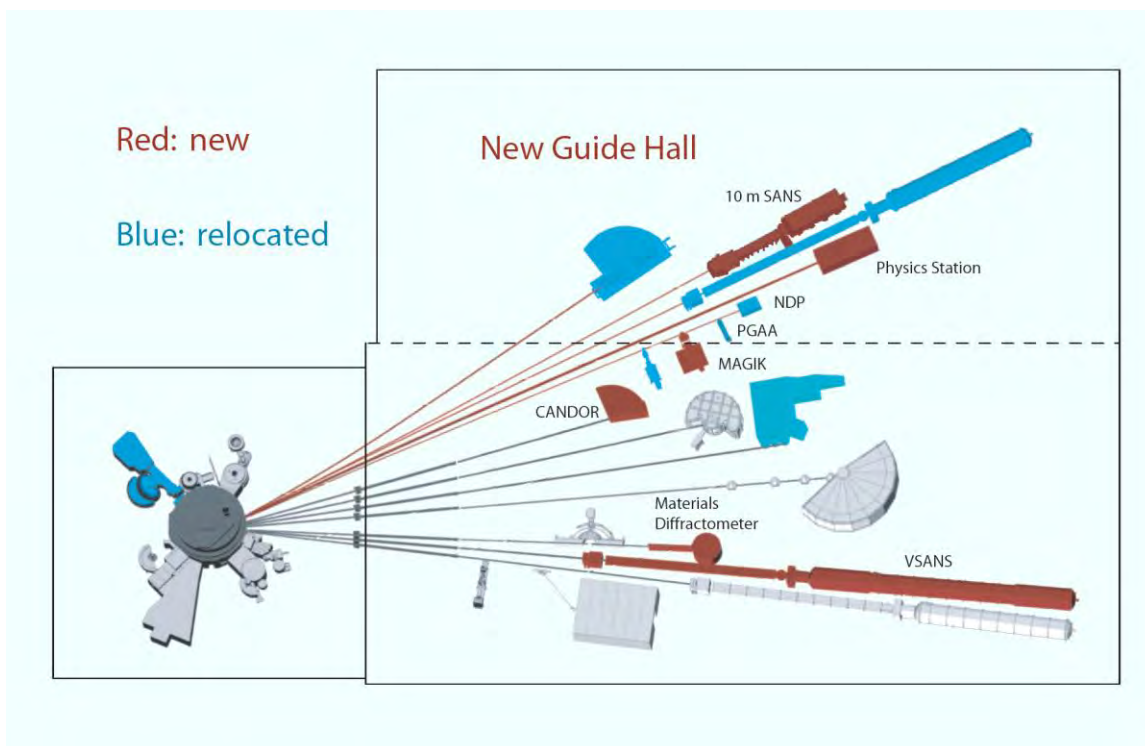 Red: new
New Guide Hall
Blue: relocated
10 m SANS
Physics Station
NDP
PGAA
MAGIK
CANDOR
Materials
Diffractometer
VSANS